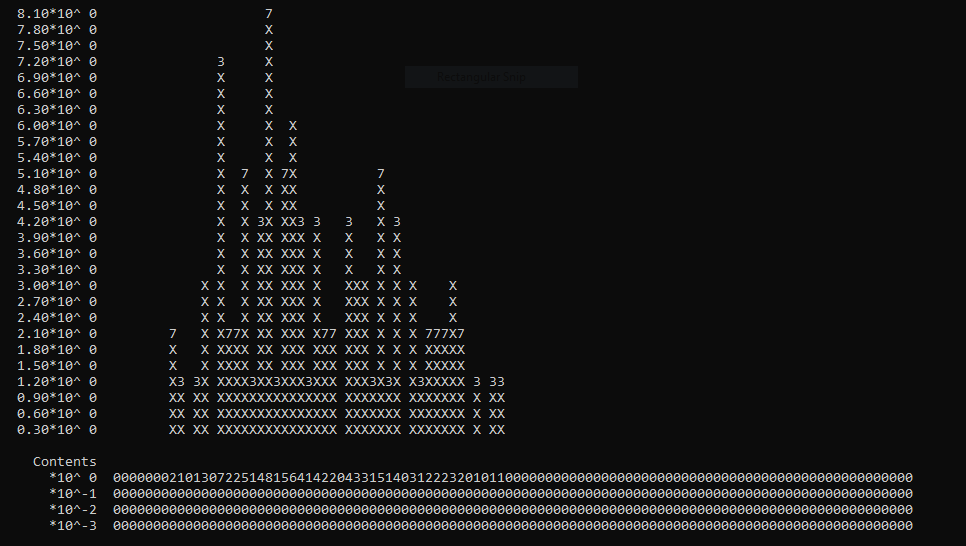 8.10*10^ 0                     7
7.80*10^ 0                     X
7.50*10^ 0                     X
7.20*10^ 0               3     X
6.90*10^ 0               X     X
6.60*10^ 0               X     X
6.30*10^ 0               X     X
6.00*10^ 0               X     X  X
5.70*10^ 0               X     X  X
5.40*10^ 0               X     X  X
5.10*10^ 0               X  7  X 7X          7
4.80*10^ 0               X  X  X XX          X
4.50*10^ 0               X  X  X XX          X
4.20*10^ 0               X  X 3X XX3 3   3   X 3
3.90*10^ 0               X  X XX XXX X   X   X X
3.60*10^ 0               X  X XX XXX X   X   X X
3.30*10^ 0               X  X XX XXX X   X   X X
3.00*10^ 0             X X  X XX XXX X   XXX X X X    X
2.70*10^ 0             X X  X XX XXX X   XXX X X X    X
2.40*10^ 0             X X  X XX XXX X   XXX X X X    X
2.10*10^ 0         7   X X77X XX XXX X77 XXX X X X 777X7
1.80*10^ 0         X   X XXXX XX XXX XXX XXX X X X XXXXX
1.50*10^ 0         X   X XXXX XX XXX XXX XXX X X X XXXXX
1.20*10^ 0         X3 3X XXXX3XX3XXX3XXX XXX3X3X X3XXXXX 3 33
0.90*10^ 0         XX XX XXXXXXXXXXXXXXX XXXXXXX XXXXXXX X XX
0.60*10^ 0         XX XX XXXXXXXXXXXXXXX XXXXXXX XXXXXXX X XX
0.30*10^ 0         XX XX XXXXXXXXXXXXXXX XXXXXXX XXXXXXX X XX
Contents
*10^ 0  0000000210130722514815641422043315140312223201011000000000000000000000000000000000000000000000000000
*10^-1  0000000000000000000000000000000000000000000000000000000000000000000000000000000000000000000000000000
*10^-2  0000000000000000000000000000000000000000000000000000000000000000000000000000000000000000000000000000
*10^-3  0000000000000000000000000000000000000000000000000000000000000000000000000000000000000000000000000000
Rectangular Snip